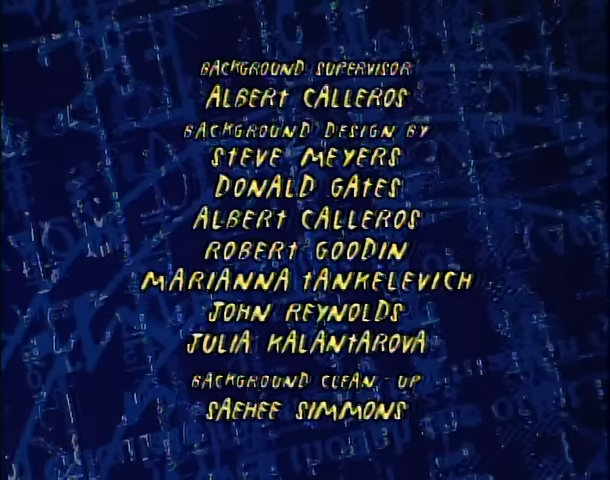 BACKGROUND SUPERVISOR
ALBERT CALLEROS
BACKGROUND DESIGN BY
STEVE MEYERS
DONALD GATES
ALBERT CALLEROS
ROBERT GOODIN
MARIANNA TANKELEVICH
JOHN REYNOLDS
JULIA KALANTAROVA
BACKGROUND CLEAN-UP
SAEHEE SIMMONS